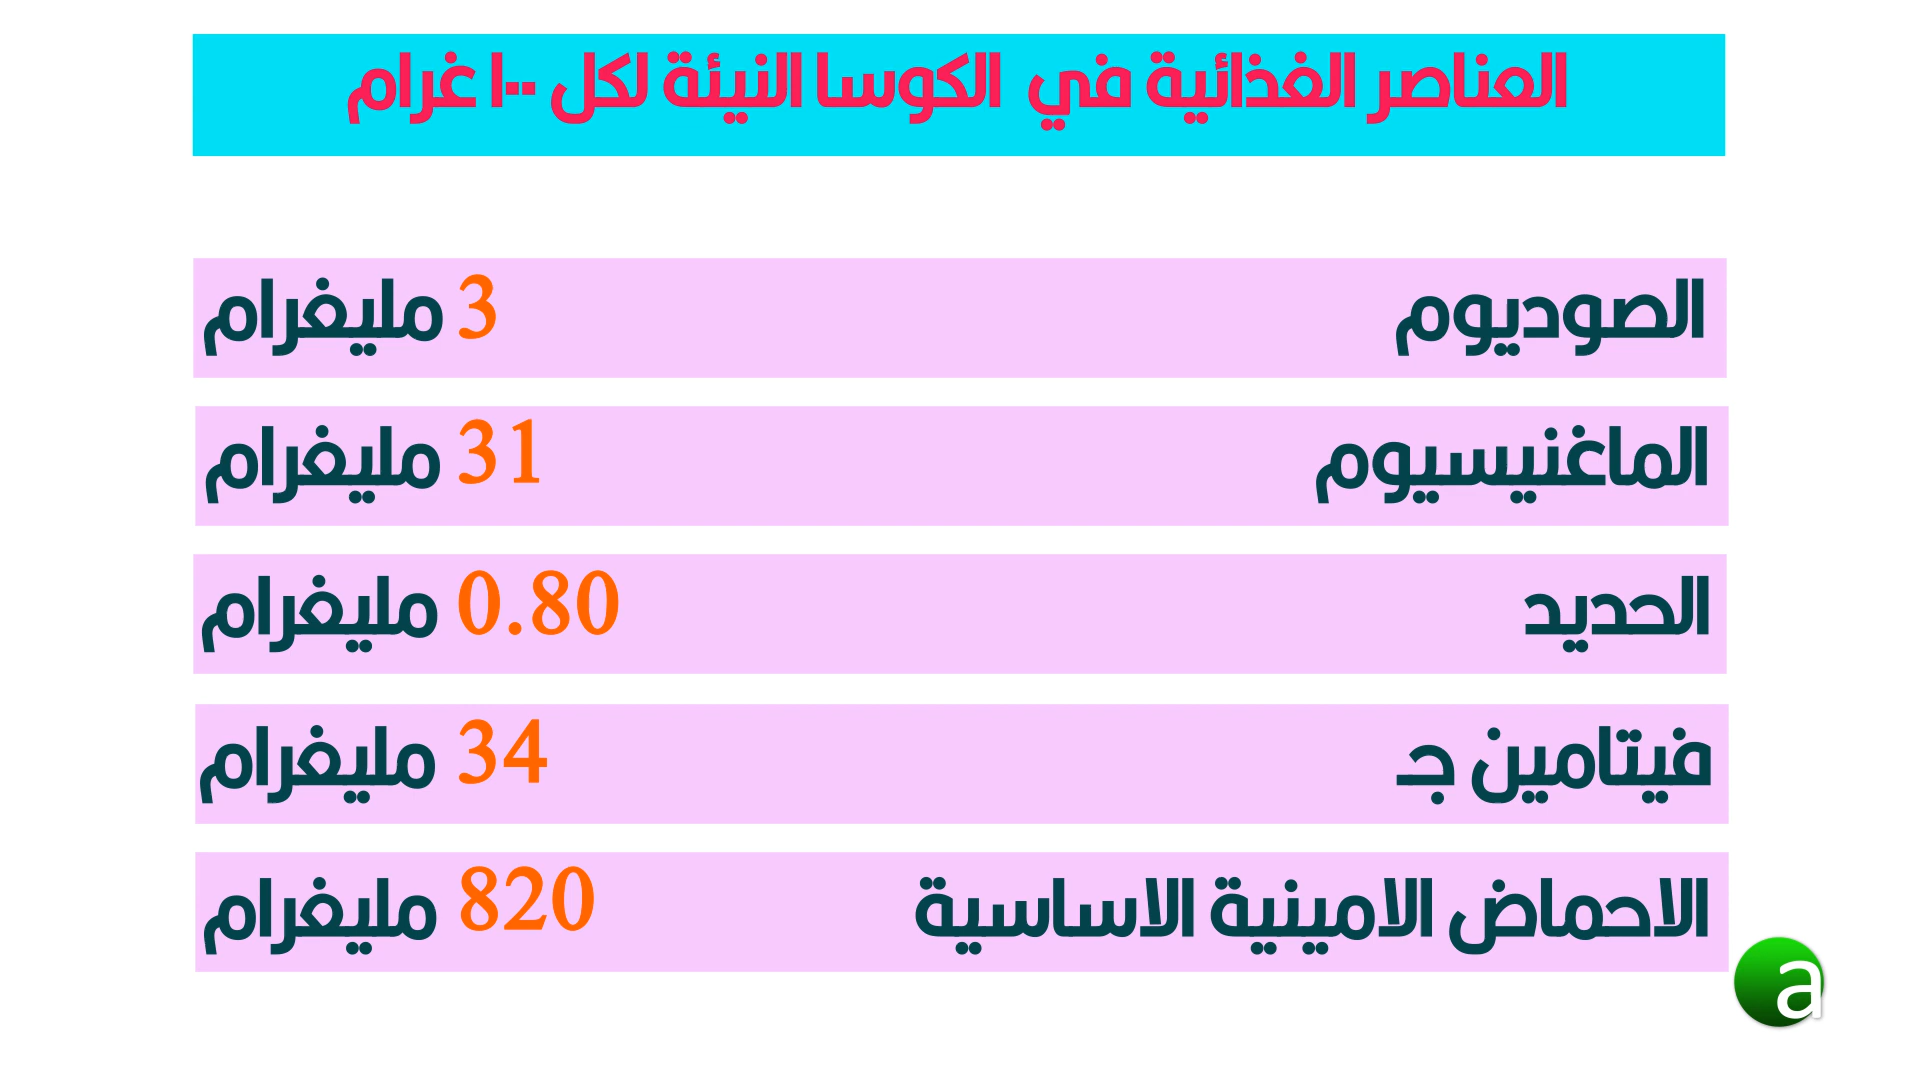 العناصر الغذائية في الكوسا النيئة لكل ١٠٠ غرام
الصوديوم 3 مليغرام
الماغنيسيوم 31 مليغرام
الحديد 0.80 مليغرام
فيتامين جـ 34 مليغرام
الاحماض الامينية الاساسية 820 مليغرام
a